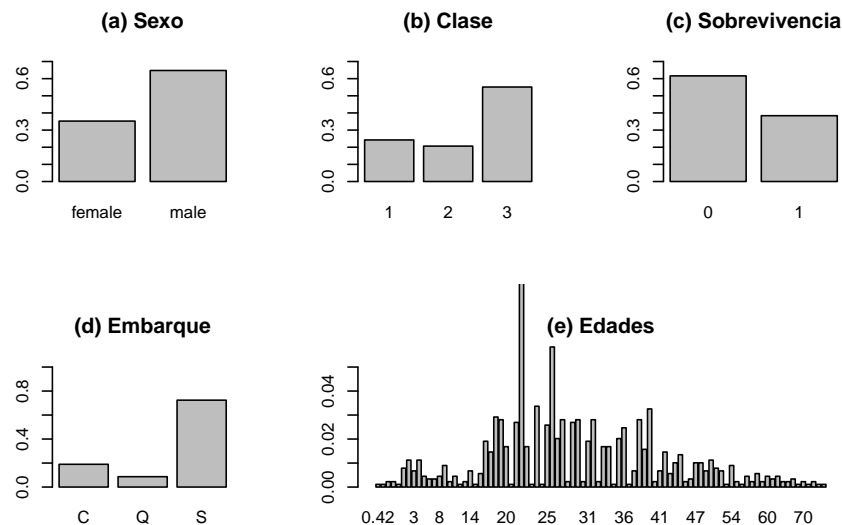 (a) Sexo
0.0 0.3 0.6
female male
(b) Clase
0.0 0.3 0.6
1 2 3
(c) Sobrevivencia
0.0 0.3 0.6
0 1
(d) Embarque
0.0 0.4 0.8
C Q S
(e) Edades
0.00 0.02 0.04
0.42 3 8 14 20 25 31 36 41 47 54 60 70